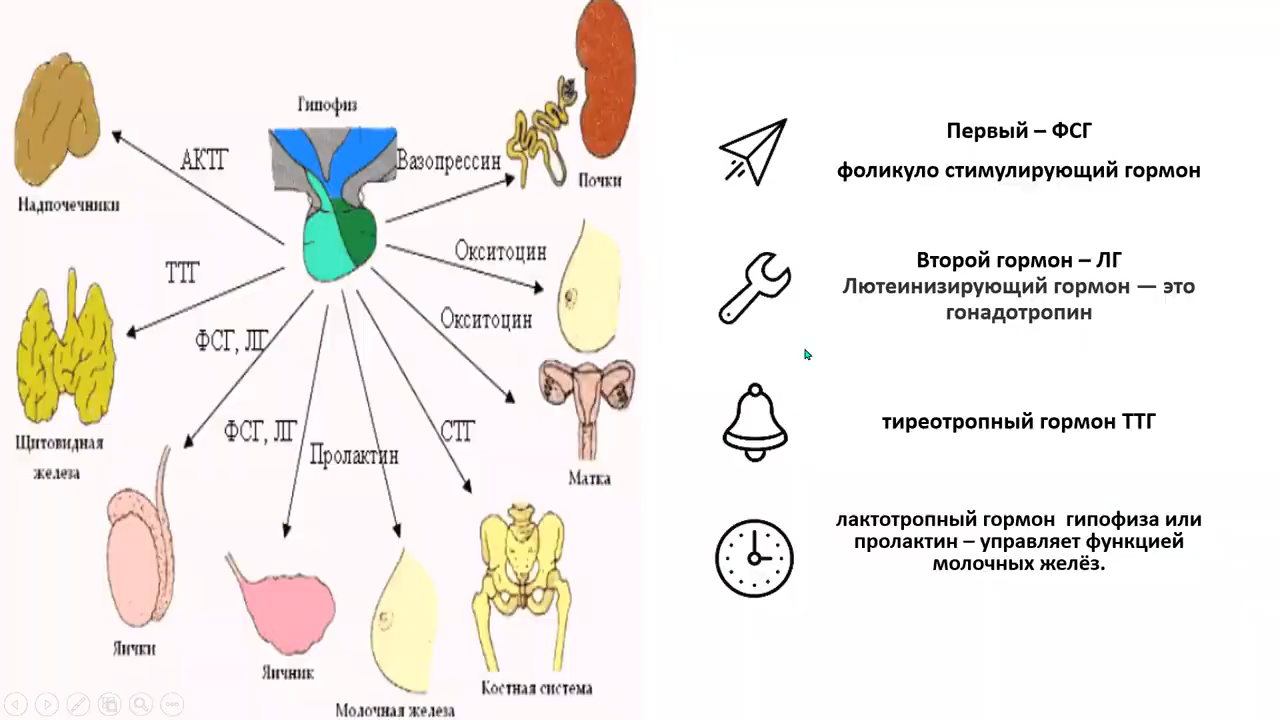 Гипофиз
АКТГ
Вазопрессин
Почки
Надпочечники
Окситоцин
ТТГ
Окситоцин
ФСГ, ЛГ
Щитовидная
железа
ФСГ, ЛГ
Пролактин
СТГ
Матка
Яички
Яичник
Молочная железа
Костная система
Первый – ФСГ
фоликуло стимулирующий гормон
Второй гормон – ЛГ
Лютеинизирующий гормон — это
гонадотропин
тиреотропный гормон ТТГ
лактотропный гормон гипофиза или
пролактин – управляет функцией
молочных желёз.